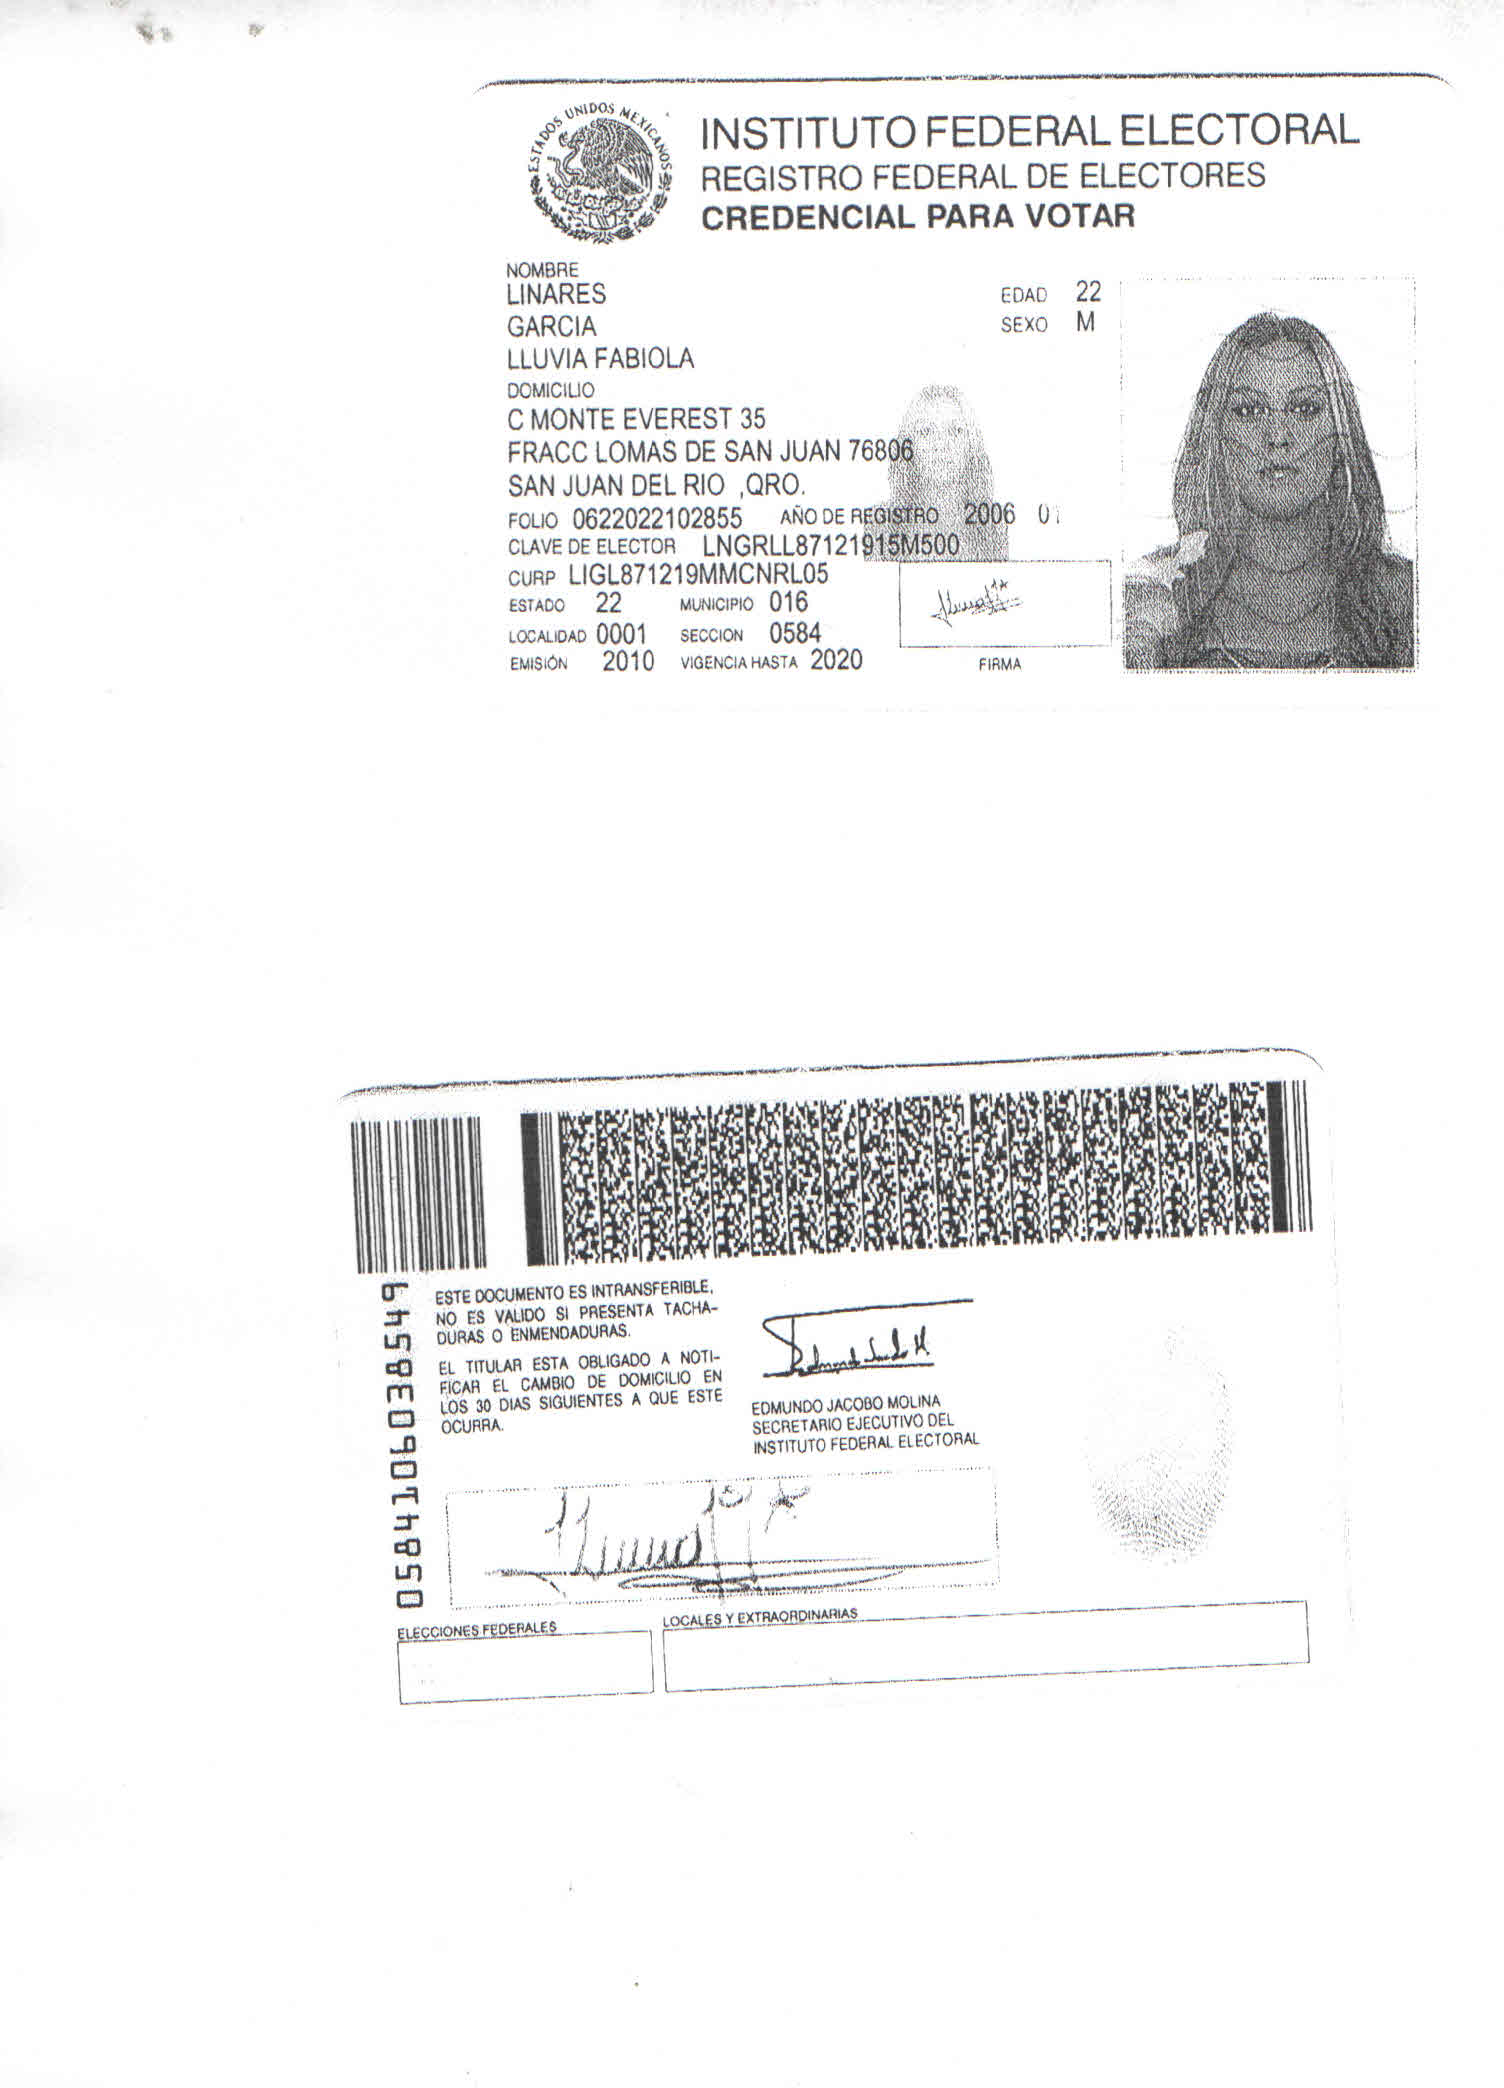 ESTADOS UNIDOS MEXICANOS
INSTITUTO FEDERAL ELECTORAL
REGISTRO FEDERAL DE ELECTORES
CREDENCIAL PARA VOTAR
NOMBRE
LINARES
GARCIA
LLUVIA FABIOLA
EDAD 22
SEXO M
DOMICILIO
C MONTE EVEREST 35
FRACC LOMAS DE SAN JUAN 76806
SAN JUAN DEL RIO ,QRO.
FOLIO 0622022102855 AÑO DE REGISTRO 2006 01
CLAVE DE ELECTOR LNGRLL87121915M500
CURP LIGL871219MMCNRL05
ESTADO 22 MUNICIPIO 016
LOCALIDAD 0001 SECCION 0584
EMISIÓN 2010 VIGENCIA HASTA 2020
FIRMA
0584106038549
ESTE DOCUMENTO ES INTRANSFERIBLE,
NO ES VALIDO SI PRESENTA TACHA-
DURAS O ENMENDADURAS.
EL TITULAR ESTA OBLIGADO A NOTI-
FICAR EL CAMBIO DE DOMICILIO EN
LOS 30 DIAS SIGUIENTES A QUE ESTE
OCURRA.
EDMUNDO JACOBO MOLINA
SECRETARIO EJECUTIVO DEL
INSTITUTO FEDERAL ELECTORAL
ELECCIONES FEDERALES
LOCALES Y EXTRAORDINARIAS